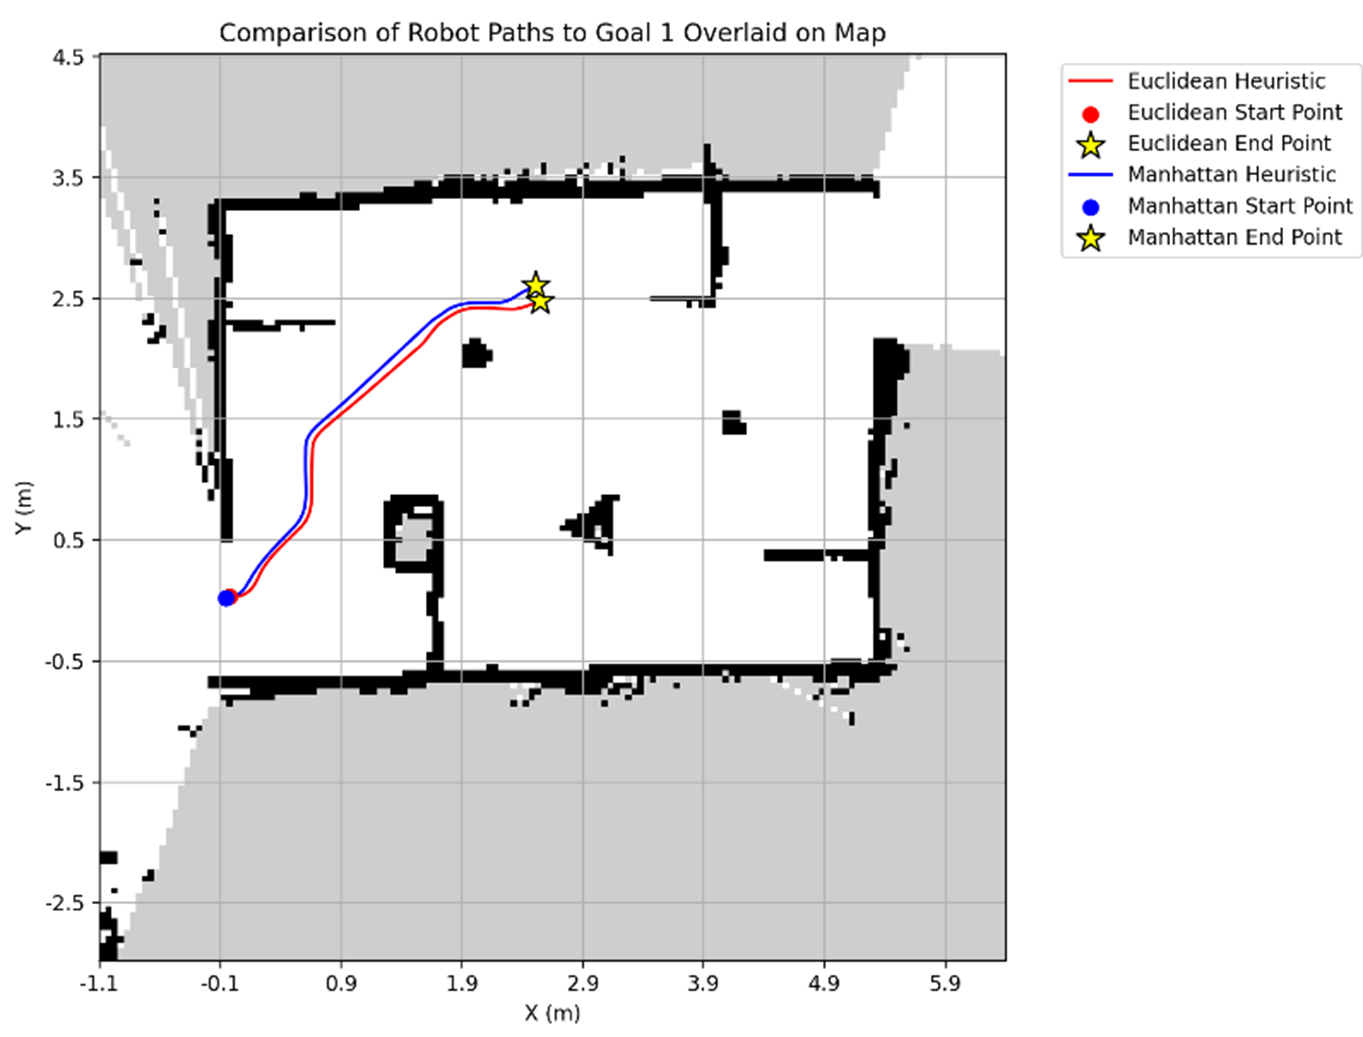 Comparison of Robot Paths to Goal 1 Overlaid on Map
4.5
3.5
2.5
1.5
0.5
-0.5
-1.5
-2.5
Y (m)
-1.1 -0.1 0.9 1.9 2.9 3.9 4.9 5.9
X (m)
Euclidean Heuristic
Euclidean Start Point
Euclidean End Point
Manhattan Heuristic
Manhattan Start Point
Manhattan End Point